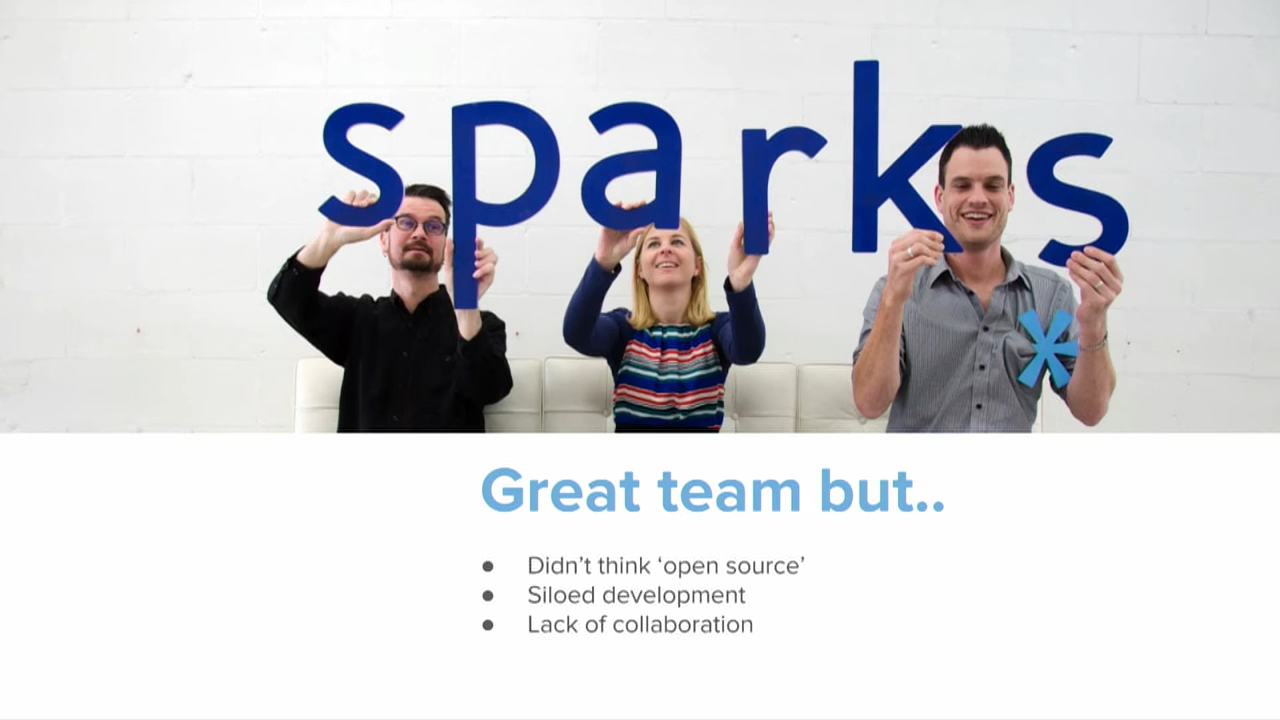 sparks
*
Great team but..
● Didn't think ‘open source’
● Siloed development
● Lack of collaboration